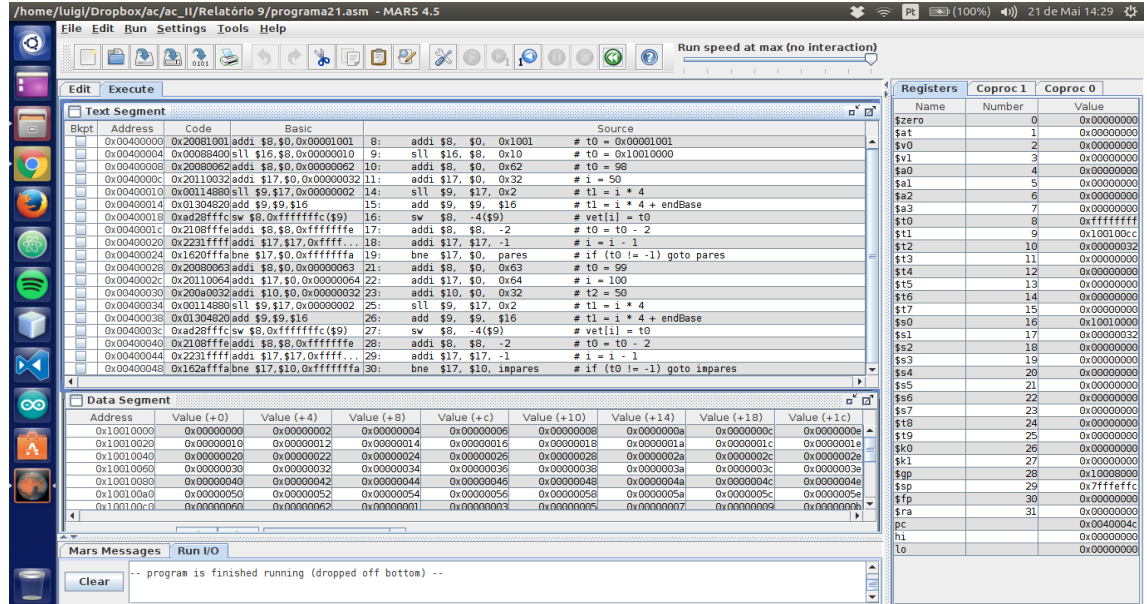 /home/luigi/Dropbox/ac/ac_II/Relatório 9/programa21.asm - MARS 4.5
Pt (100%) 21 de Mai 14:29
File Edit Run Settings Tools Help
Run speed at max (no interaction)
Edit Execute
Text Segment
Bkpt Address Code Basic Source
0x00400000 0x20081001 addi $8,$0,0x00001001 8: addi $8, $0, 0x1001 # t0 = 0x00001001
0x00400004 0x00088400 sll $16,$8,0x00000010 9: sll $16, $8, 0x10 # t0 = 0x10010000
0x00400008 0x20080062 addi $8,$0,0x00000062 10: addi $8, $0, 0x62 # t0 = 98
0x0040000c 0x20110032 addi $17,$0,0x00000032 11: addi $17, $0, 0x32 # i = 50
0x00400010 0x00114880 sll $9,$17,0x00000002 14: sll $9, $17, 0x2 # t1 = i * 4
0x00400014 0x01304820 add $9,$9,$16 15: add $9, $9, $16 # t1 = i * 4 + endBase
0x00400018 0xad28fffc sw $8,0xfffffffc($9) 16: sw $8, -4($9) # vet[i] = t0
0x0040001c 0x2108fffe addi $8,$8,0xfffffffe 17: addi $8, $8, -2 # t0 = t0 - 2
0x00400020 0x2231ffff addi $17,$17,0xffff... 18: addi $17, $17, -1 # i = i - 1
0x00400024 0x1620fffa bne $17,$0,0xfffffffa 19: bne $17, $0, pares # if (t0 != -1) goto pares
0x00400028 0x20080063 addi $8,$0,0x00000063 21: addi $8, $0, 0x63 # t0 = 99
0x0040002c 0x20110064 addi $17,$0,0x00000064 22: addi $17, $0, 0x64 # i = 100
0x00400030 0x200a0032 addi $10,$0,0x00000032 23: addi $10, $0, 0x32 # t2 = 50
0x00400034 0x00114880 sll $9,$17,0x00000002 25: sll $9, $17, 0x2 # t1 = i * 4
0x00400038 0x01304820 add $9,$9,$16 26: add $9, $9, $16 # t1 = i * 4 + endBase
0x0040003c 0xad28fffc sw $8,0xfffffffc($9) 27: sw $8, -4($9) # vet[i] = t0
0x00400040 0x2108fffe addi $8,$8,0xfffffffe 28: addi $8, $8, -2 # t0 = t0 - 2
0x00400044 0x2231ffff addi $17,$17,0xffff... 29: addi $17, $17, -1 # i = i - 1
0x00400048 0x162afffa bne $17,$10,0xfffffffa 30: bne $17, $10, impares # if (t0 != -1) goto impares
Data Segment
Address Value (+0) Value (+4) Value (+8) Value (+c) Value (+10) Value (+14) Value (+18) Value (+1c)
0x10010000 0x00000000 0x00000002 0x00000004 0x00000006 0x00000008 0x0000000a 0x0000000c 0x0000000e
0x10010020 0x00000010 0x00000012 0x00000014 0x00000016 0x00000018 0x0000001a 0x0000001c 0x0000001e
0x10010040 0x00000020 0x00000022 0x00000024 0x00000026 0x00000028 0x0000002a 0x0000002c 0x0000002e
0x10010060 0x00000030 0x00000032 0x00000034 0x00000036 0x00000038 0x0000003a 0x0000003c 0x0000003e
0x10010080 0x00000040 0x00000042 0x00000044 0x00000046 0x00000048 0x0000004a 0x0000004c 0x0000004e
0x100100a0 0x00000050 0x00000052 0x00000054 0x00000056 0x00000058 0x0000005a 0x0000005c 0x0000005e
0x100100c0 0x00000060 0x00000062 0x00000001 0x00000003 0x00000005 0x00000007 0x00000009 0x0000000b
Mars Messages Run I/O
Clear
-- program is finished running (dropped off bottom) --
Registers Coproc 1 Coproc 0
Name Number Value
$zero 0 0x00000000
$at 1 0x00000000
$v0 2 0x00000000
$v1 3 0x00000000
$a0 4 0x00000000
$a1 5 0x00000000
$a2 6 0x00000000
$a3 7 0x00000000
$t0 8 0xffffffff
$t1 9 0x100100cc
$t2 10 0x00000032
$t3 11 0x00000000
$t4 12 0x00000000
$t5 13 0x00000000
$t6 14 0x00000000
$t7 15 0x00000000
$s0 16 0x10010000
$s1 17 0x00000032
$s2 18 0x00000000
$s3 19 0x00000000
$s4 20 0x00000000
$s5 21 0x00000000
$s6 22 0x00000000
$s7 23 0x00000000
$t8 24 0x00000000
$t9 25 0x00000000
$k0 26 0x00000000
$k1 27 0x00000000
$gp 28 0x10008000
$sp 29 0x7fffeffc
$fp 30 0x00000000
$ra 31 0x00000000
pc 0x0040004c
hi 0x00000000
lo 0x00000000